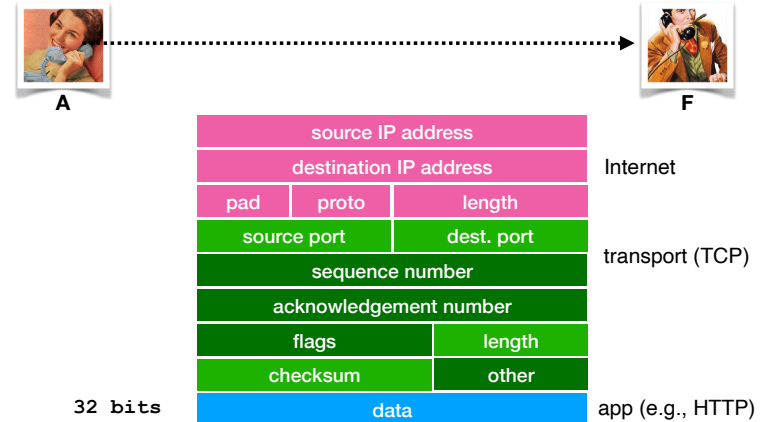 A
F
source IP address
destination IP address
Internet
pad proto length
source port dest. port
transport (TCP)
sequence number
acknowledgement number
flags length
checksum other
32 bits data app (e.g., HTTP)